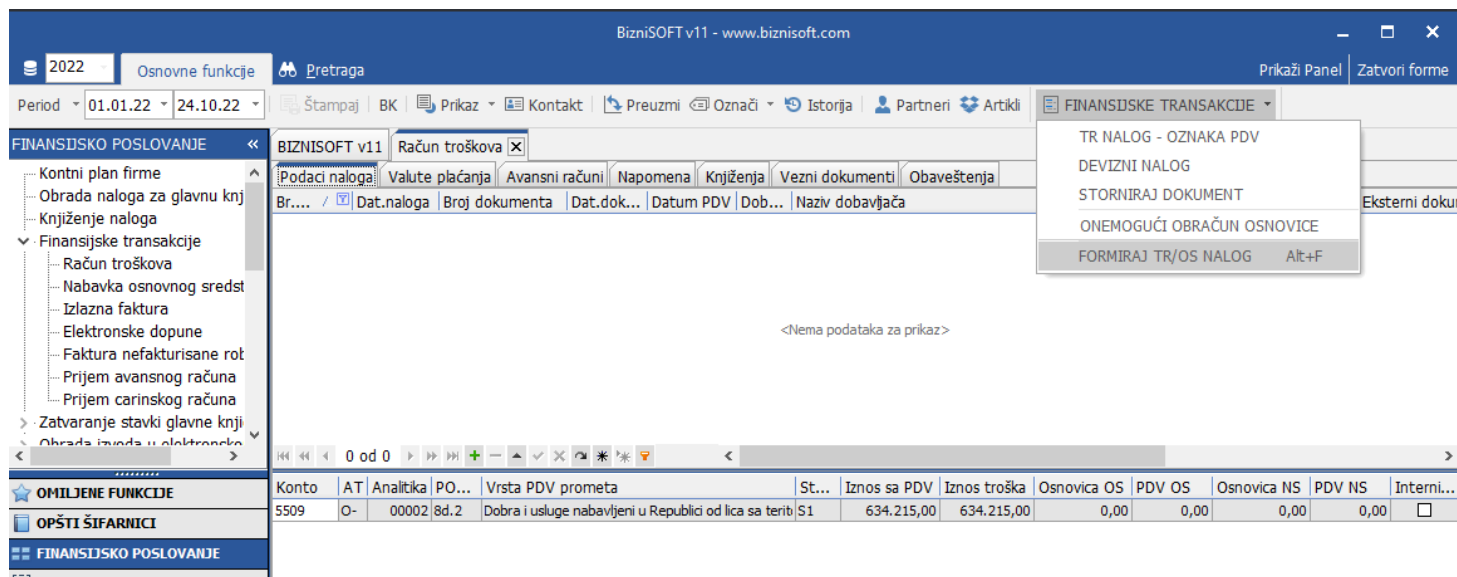 BizniSOFT v11 - www.biznisoft.com
2022 Osnovne funkcije Pretraga Prikaži Panel Zatvori forme
Period 01.01.22 24.10.22 Štampaj BK Prikaz Kontakt Preuzmi Označi Istorija Partneri Artikli FINANSIJSKE TRANSAKCIJE
TR NALOG - OZNAKA PDV
DEVIZNI NALOG
STORNIRAJ DOKUMENT
ONEMOGUĆI OBRAČUN OSNOVICE
FORMIRAJ TR/OS NALOG Alt+F
FINANSIJSKO POSLOVANJE «
Kontni plan firme
Obrada naloga za glavnu knj
Knjiženje naloga
Finansijske transakcije
Račun troškova
Nabavka osnovnog sredst
Izlazna faktura
Elektronske dopune
Faktura nefakturisane rob
Prijem avansnog računa
Prijem carinskog računa
Zatvaranje stavki glavne knji
Obrada izvoda u elektronsko
OMILJENE FUNKCIJE
OPŠTI ŠIFARNICI
FINANSIJSKO POSLOVANJE
BIZNISOFT v11 Račun troškova
Podaci naloga Valute plaćanja Avansni računi Napomena Knjiženja Vezni dokumenti Obaveštenja
Br.... Dat.naloga Broj dokumenta Dat.dok... Datum PDV Dob... Naziv dobavljača Eksterni doku
<Nema podataka za prikaz>
0 od 0
Konto AT Analitika PO... Vrsta PDV prometa St... Iznos sa PDV Iznos troška Osnovica OS PDV OS Osnovica NS PDV NS Interni...
5509 O- 00002 8d.2 Dobra i usluge nabavljeni u Republici od lica sa terito S1 634.215,00 634.215,00 0,00 0,00 0,00 0,00